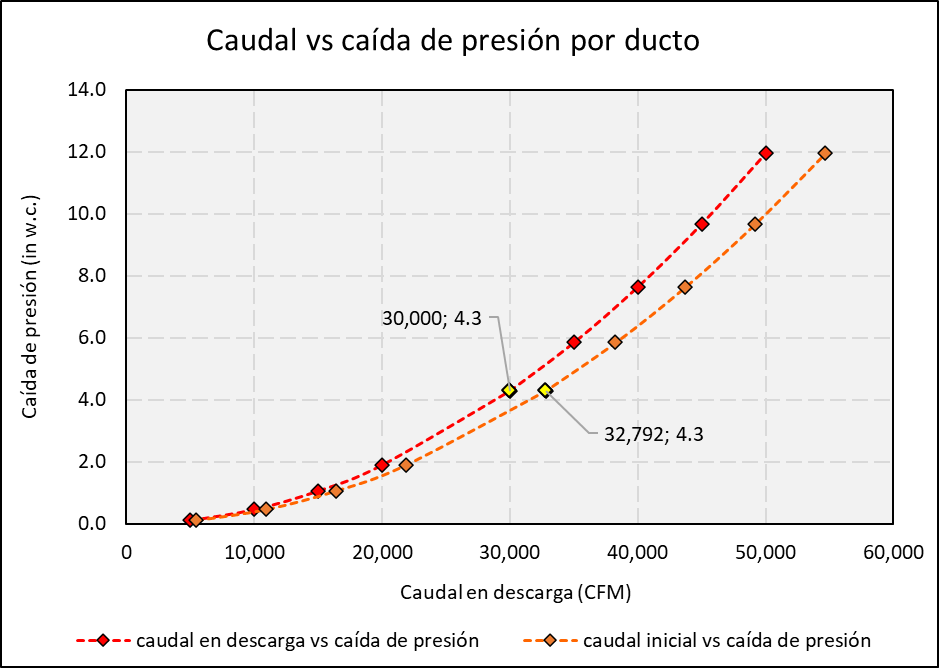 Caudal vs caída de presión por ducto
14.0
12.0
10.0
8.0
6.0
4.0
2.0
0.0
Caída de presión (in w.c.)
30,000; 4.3
32,792; 4.3
0 10,000 20,000 30,000 40,000 50,000 60,000
Caudal en descarga (CFM)
caudal en descarga vs caída de presión caudal inicial vs caída de presión